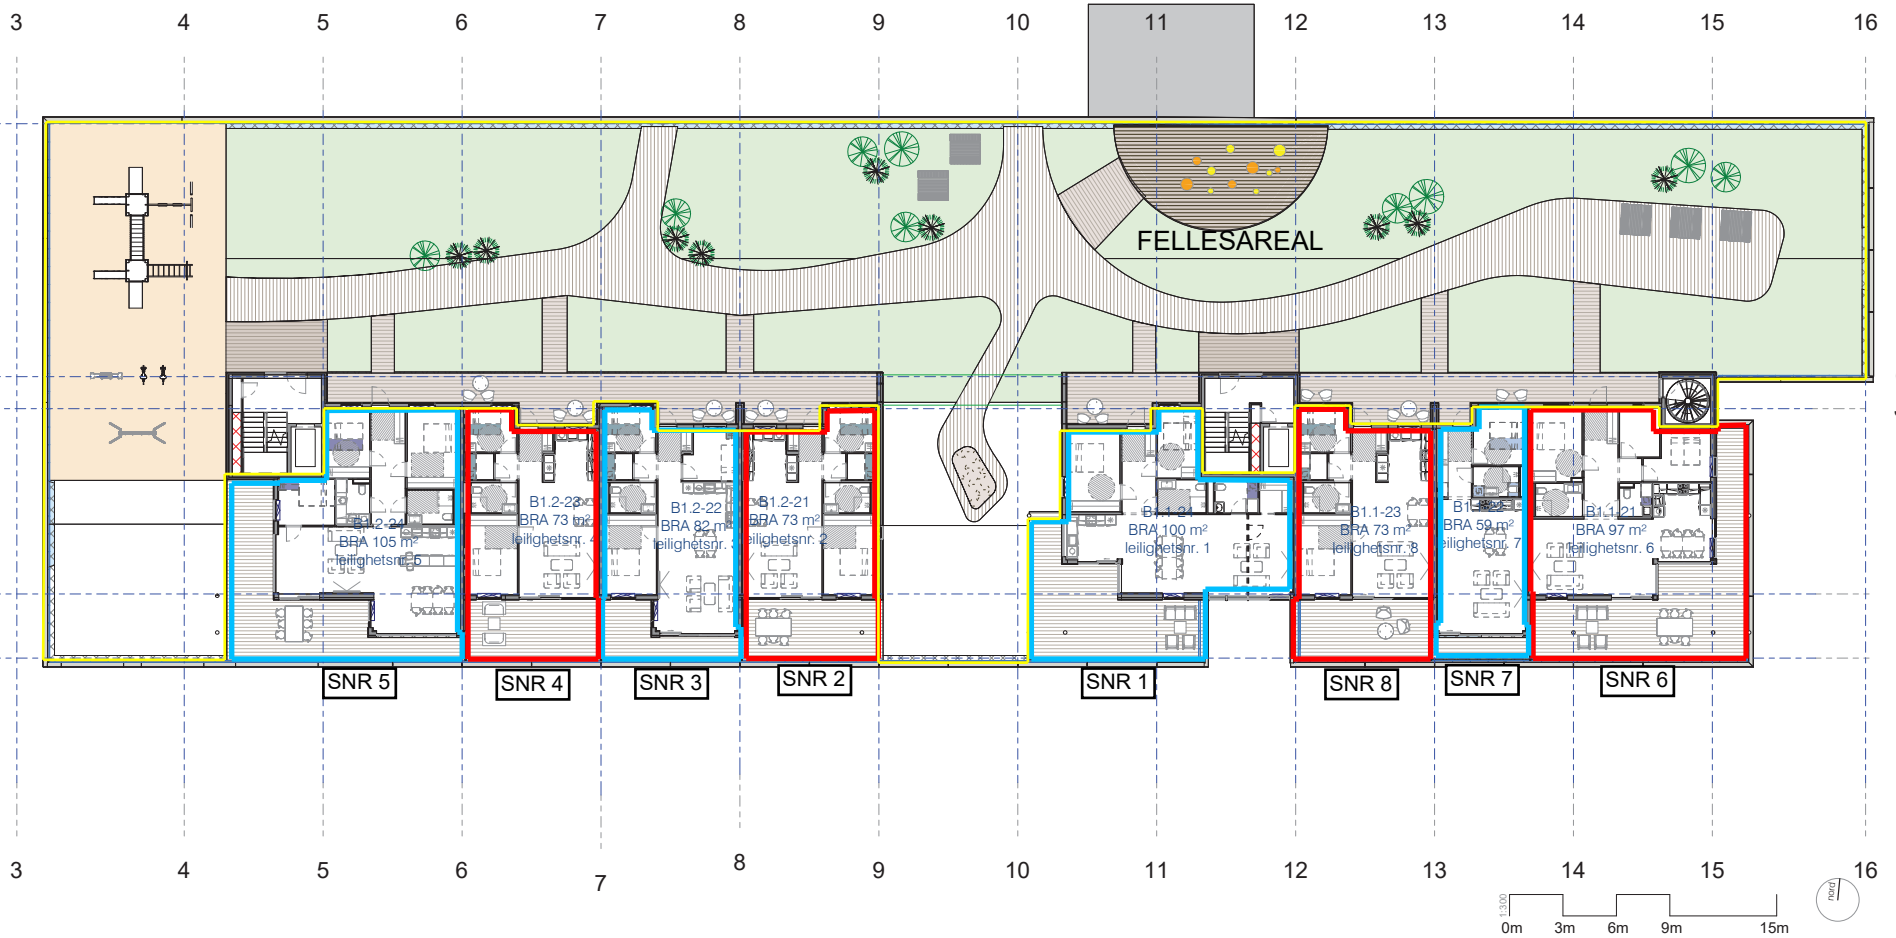 3 4 5 6 7 8 9 10 11 12 13 14 15 16
FELLESAREAL
B1.2-24
BRA 105 m²
leilighetsnr. 5
B1.2-23
BRA 73 m²
leilighetsnr. 4
B1.2-22
BRA 82 m²
leilighetsnr. 3
B1.2-21
BRA 73 m²
leilighetsnr. 2
B1.1-24
BRA 100 m²
leilighetsnr. 1
B1.1-23
BRA 73 m²
leilighetsnr. 8
BRA 59 m²
leilighetsnr. 7
B1.1-21
BRA 97 m²
leilighetsnr. 6
SNR 5
SNR 4
SNR 3
SNR 2
SNR 1
SNR 8
SNR 7
SNR 6
3 4 5 6 7 8 9 10 11 12 13 14 15 16
1:300
0m 3m 6m 9m 15m
nord